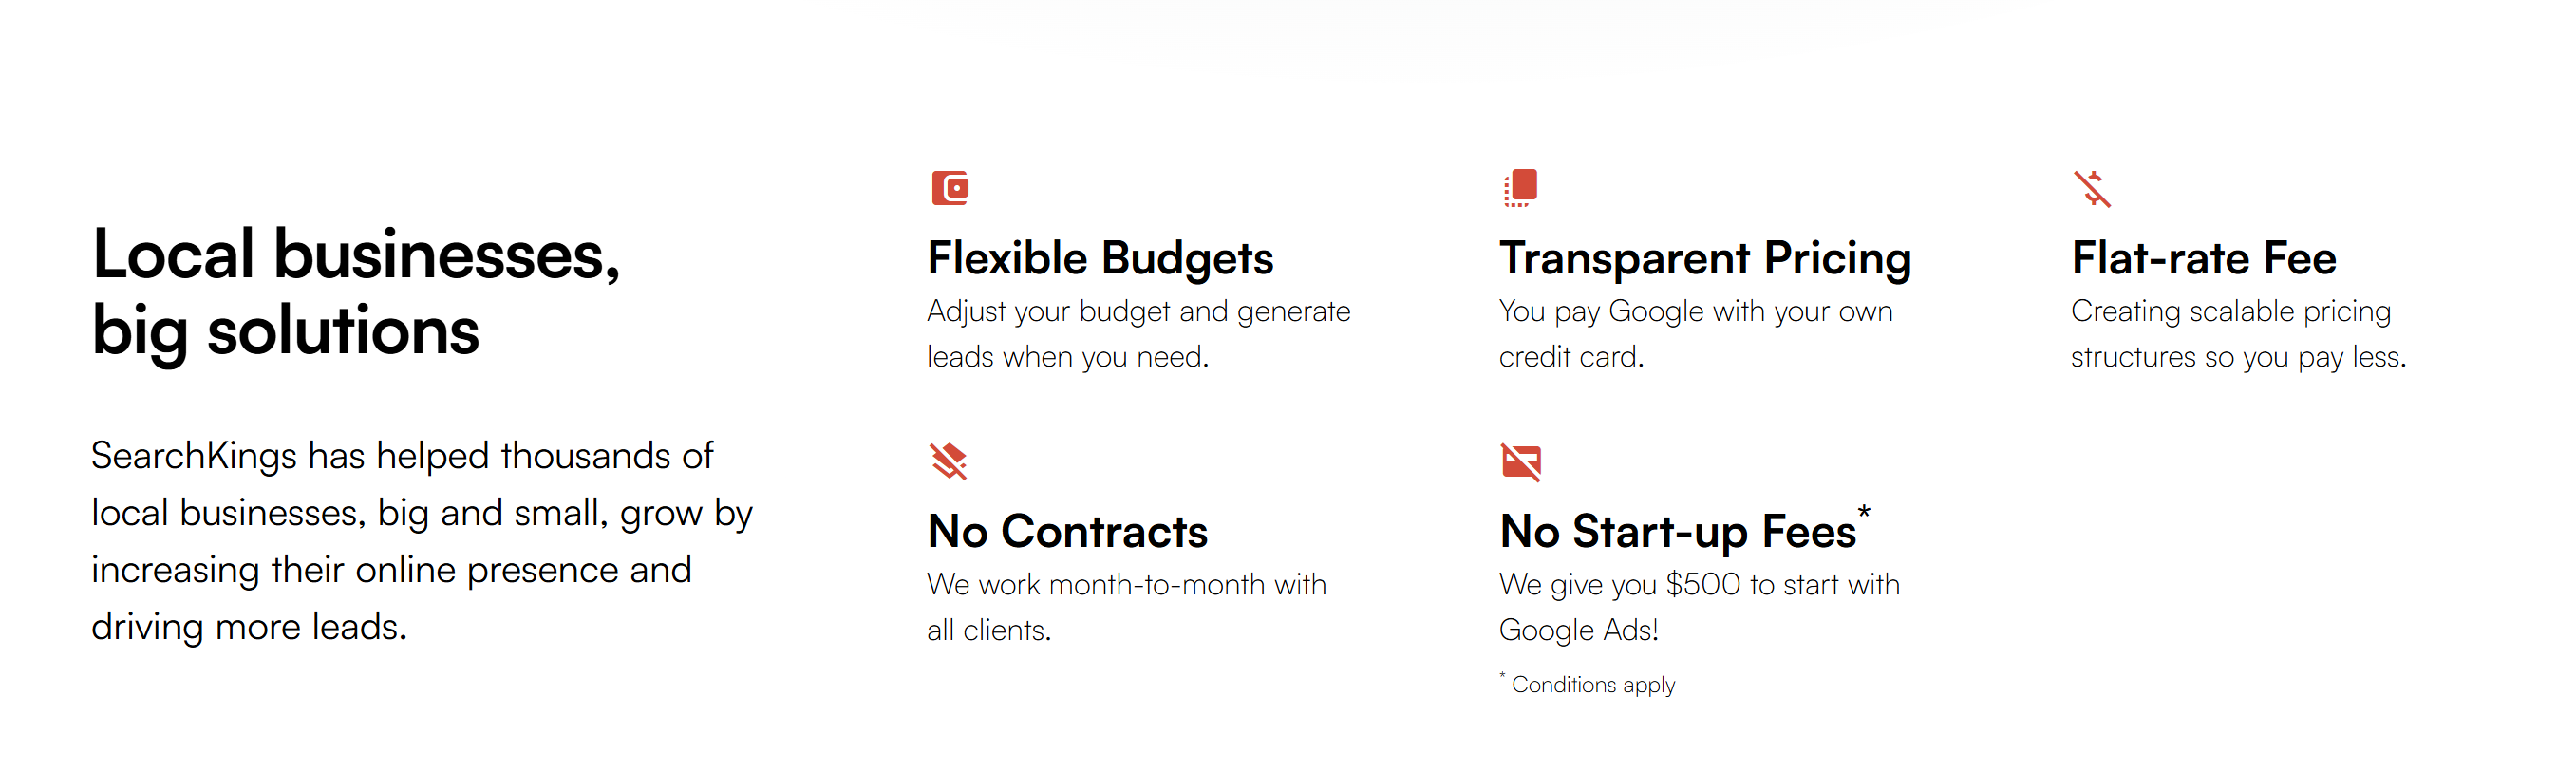 Local businesses,
big solutions
SearchKings has helped thousands of
local businesses, big and small, grow by
increasing their online presence and
driving more leads.
Flexible Budgets
Adjust your budget and generate
leads when you need.
Transparent Pricing
You pay Google with your own
credit card.
Flat-rate Fee
Creating scalable pricing
structures so you pay less.
No Contracts
We work month-to-month with
all clients.
No Start-up Fees*
We give you $500 to start with
Google Ads!
* Conditions apply